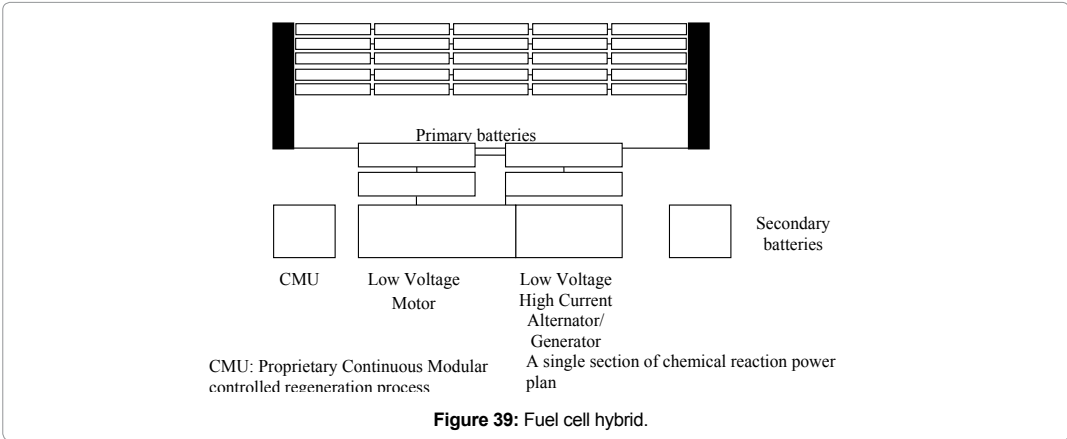 Primary batteries
Secondary
batteries
CMU
Low Voltage
Motor
Low Voltage
High Current
Alternator/
Generator
CMU: Proprietary Continuous Modular
controlled regeneration process
A single section of chemical reaction power
plan
Figure 39: Fuel cell hybrid.